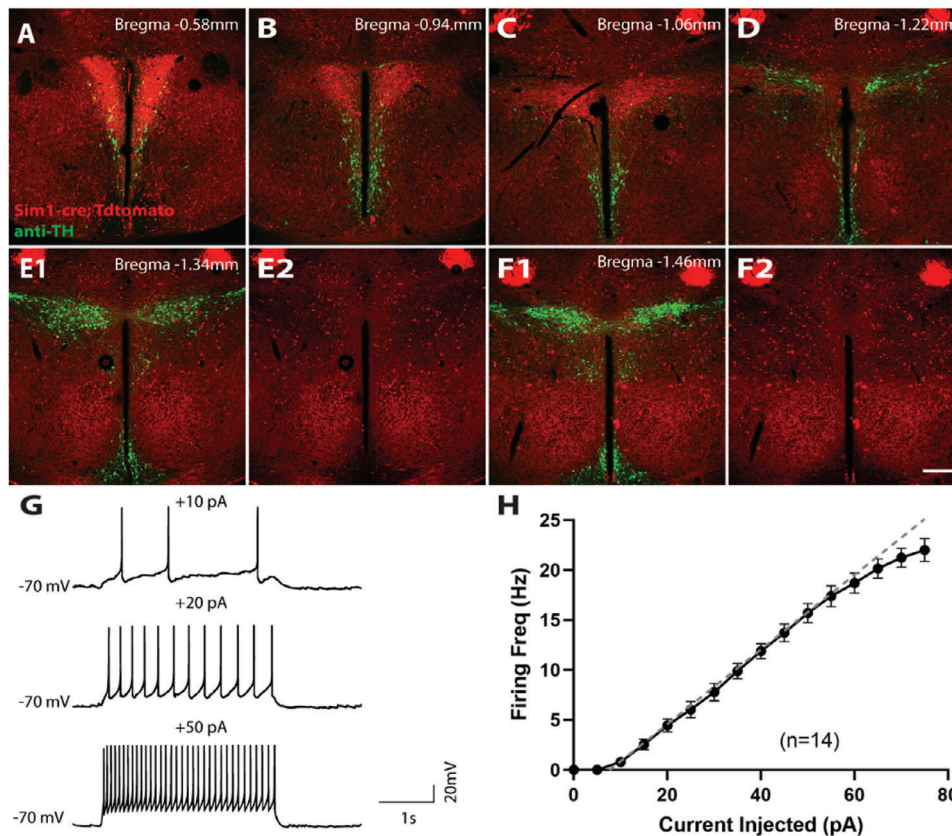 A Bregma -0.58mm
B Bregma -0.94.mm
C Bregma -1.06mm
D Bregma -1.22mm
Sim1-cre; Tdtomato
anti-TH
E1 Bregma -1.34mm
E2
F1 Bregma -1.46mm
F2
G
+10 pA
-70 mV
+20 pA
-70 mV
+50 pA
-70 mV
20mV
1s
H
Firing Freq (Hz)
25
20
15
10
5
0
(n=14)
0 20 40 60 80
Current Injected (pA)